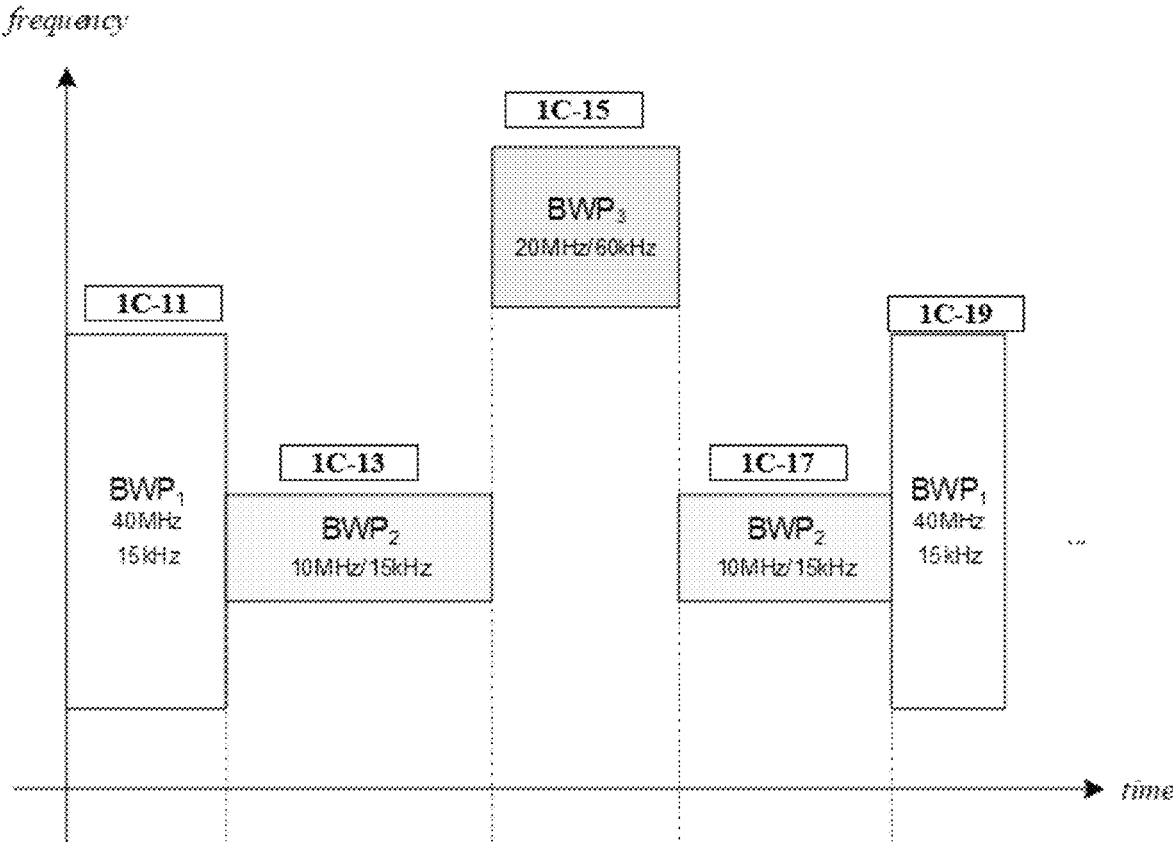 frequency
1C-15
BWP3
20MHz/60kHz
1C-11
1C-19
BWP1
40MHz
15kHz
1C-13
BWP2
10MHz/15kHz
1C-17
BWP2
10MHz/15kHz
BWP1
40MHz
15kHz
...
time